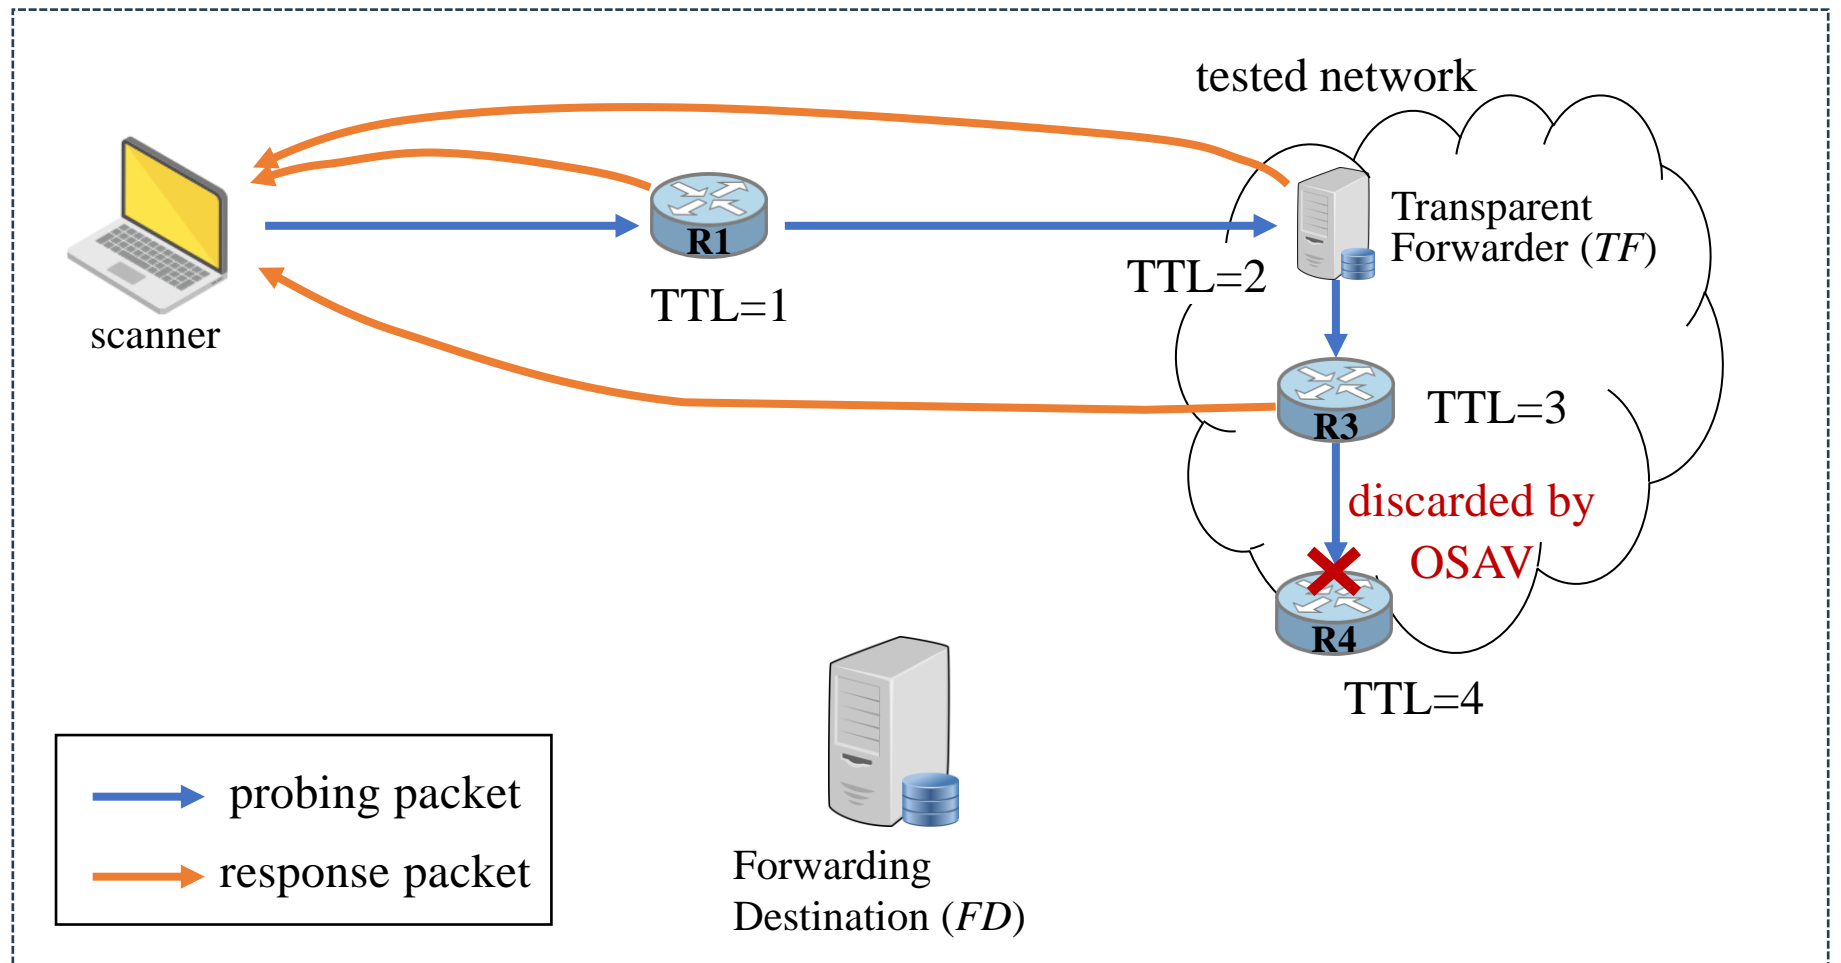 tested network
Transparent
Forwarder (TF)
R1
TTL=2
TTL=1
scanner
TTL=3
R3
discarded by
OSAV
R4
TTL=4
probing packet
response packet
Forwarding
Destination (FD)